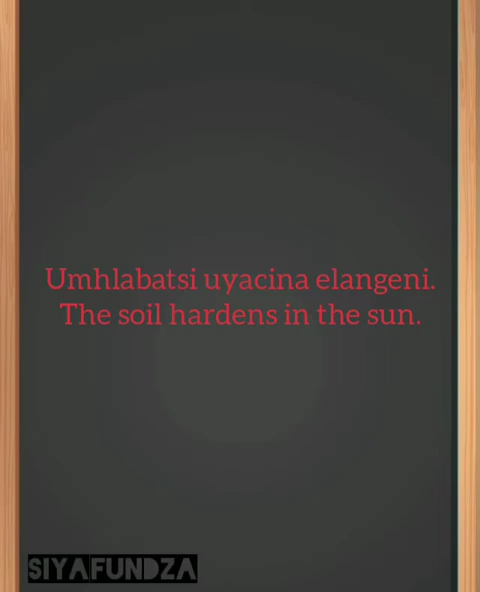 Umhlabatsi uyacina elangeni.
The soil hardens in the sun.
SIYAFUNDZA